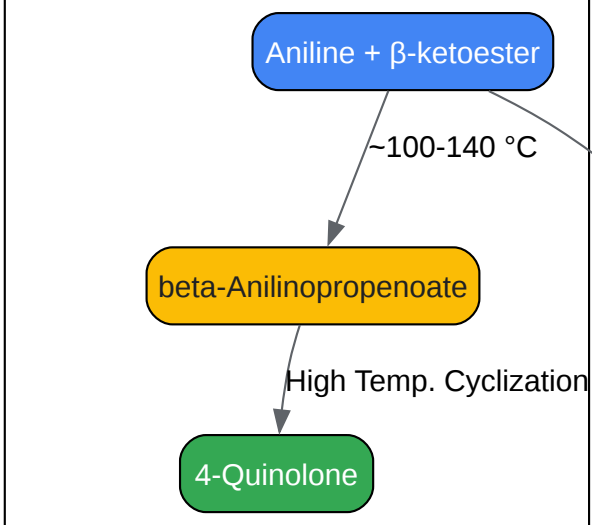 Aniline + β-ketoester
~100-140 °C
beta-Anilinopropenoate
High Temp. Cyclization
4-Quinolone